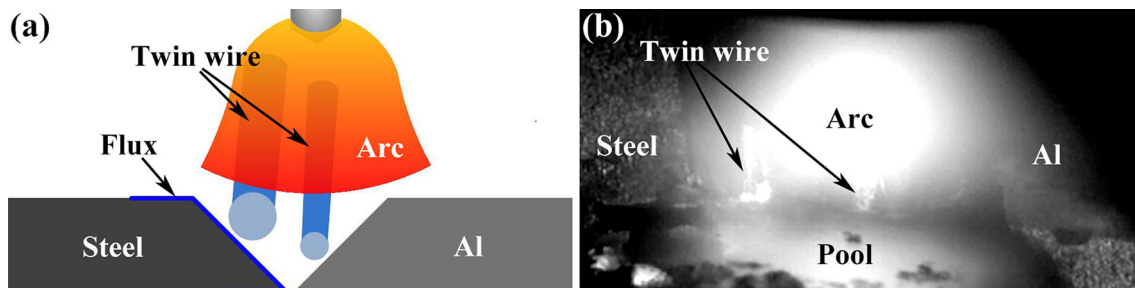 (a)
Twin wire
Flux
Arc
Steel
Al
(b)
Twin wire
Arc
Steel
Al
Pool